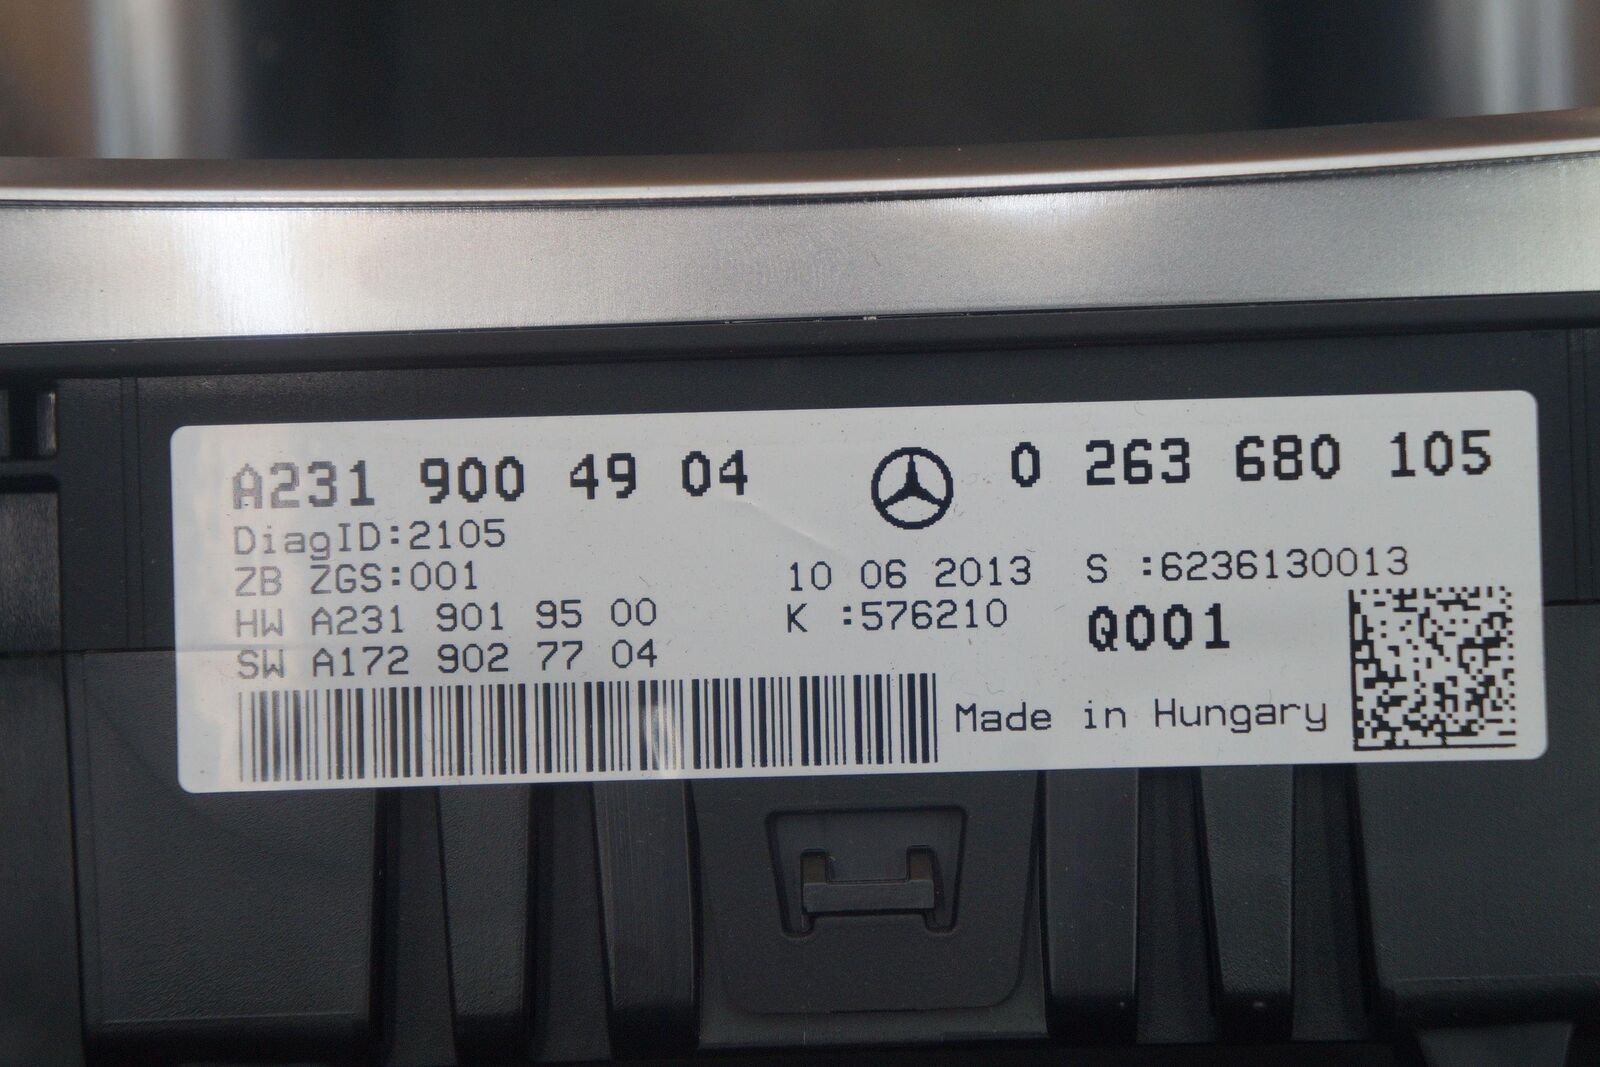 A231 900 49 04 0 263 680 105
DiagID:2105
ZB ZGS:001 10 06 2013 S :6236130013
HW A231 901 95 00 K :576210 Q001
SW A172 902 77 04
Made in Hungary